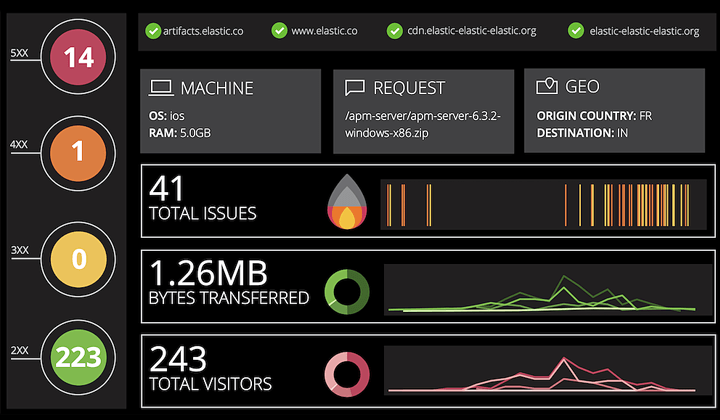 artifacts.elastic.co
www.elastic.co
cdn.elastic-elastic-elastic.org
elastic-elastic-elastic.org
5XX
14
4XX
1
3XX
0
2XX
223
MACHINE
OS: ios
RAM: 5.0GB
REQUEST
/apm-server/apm-server-6.3.2-
windows-x86.zip
GEO
ORIGIN COUNTRY: FR
DESTINATION: IN
41
TOTAL ISSUES
1.26MB
BYTES TRANSFERRED
243
TOTAL VISITORS